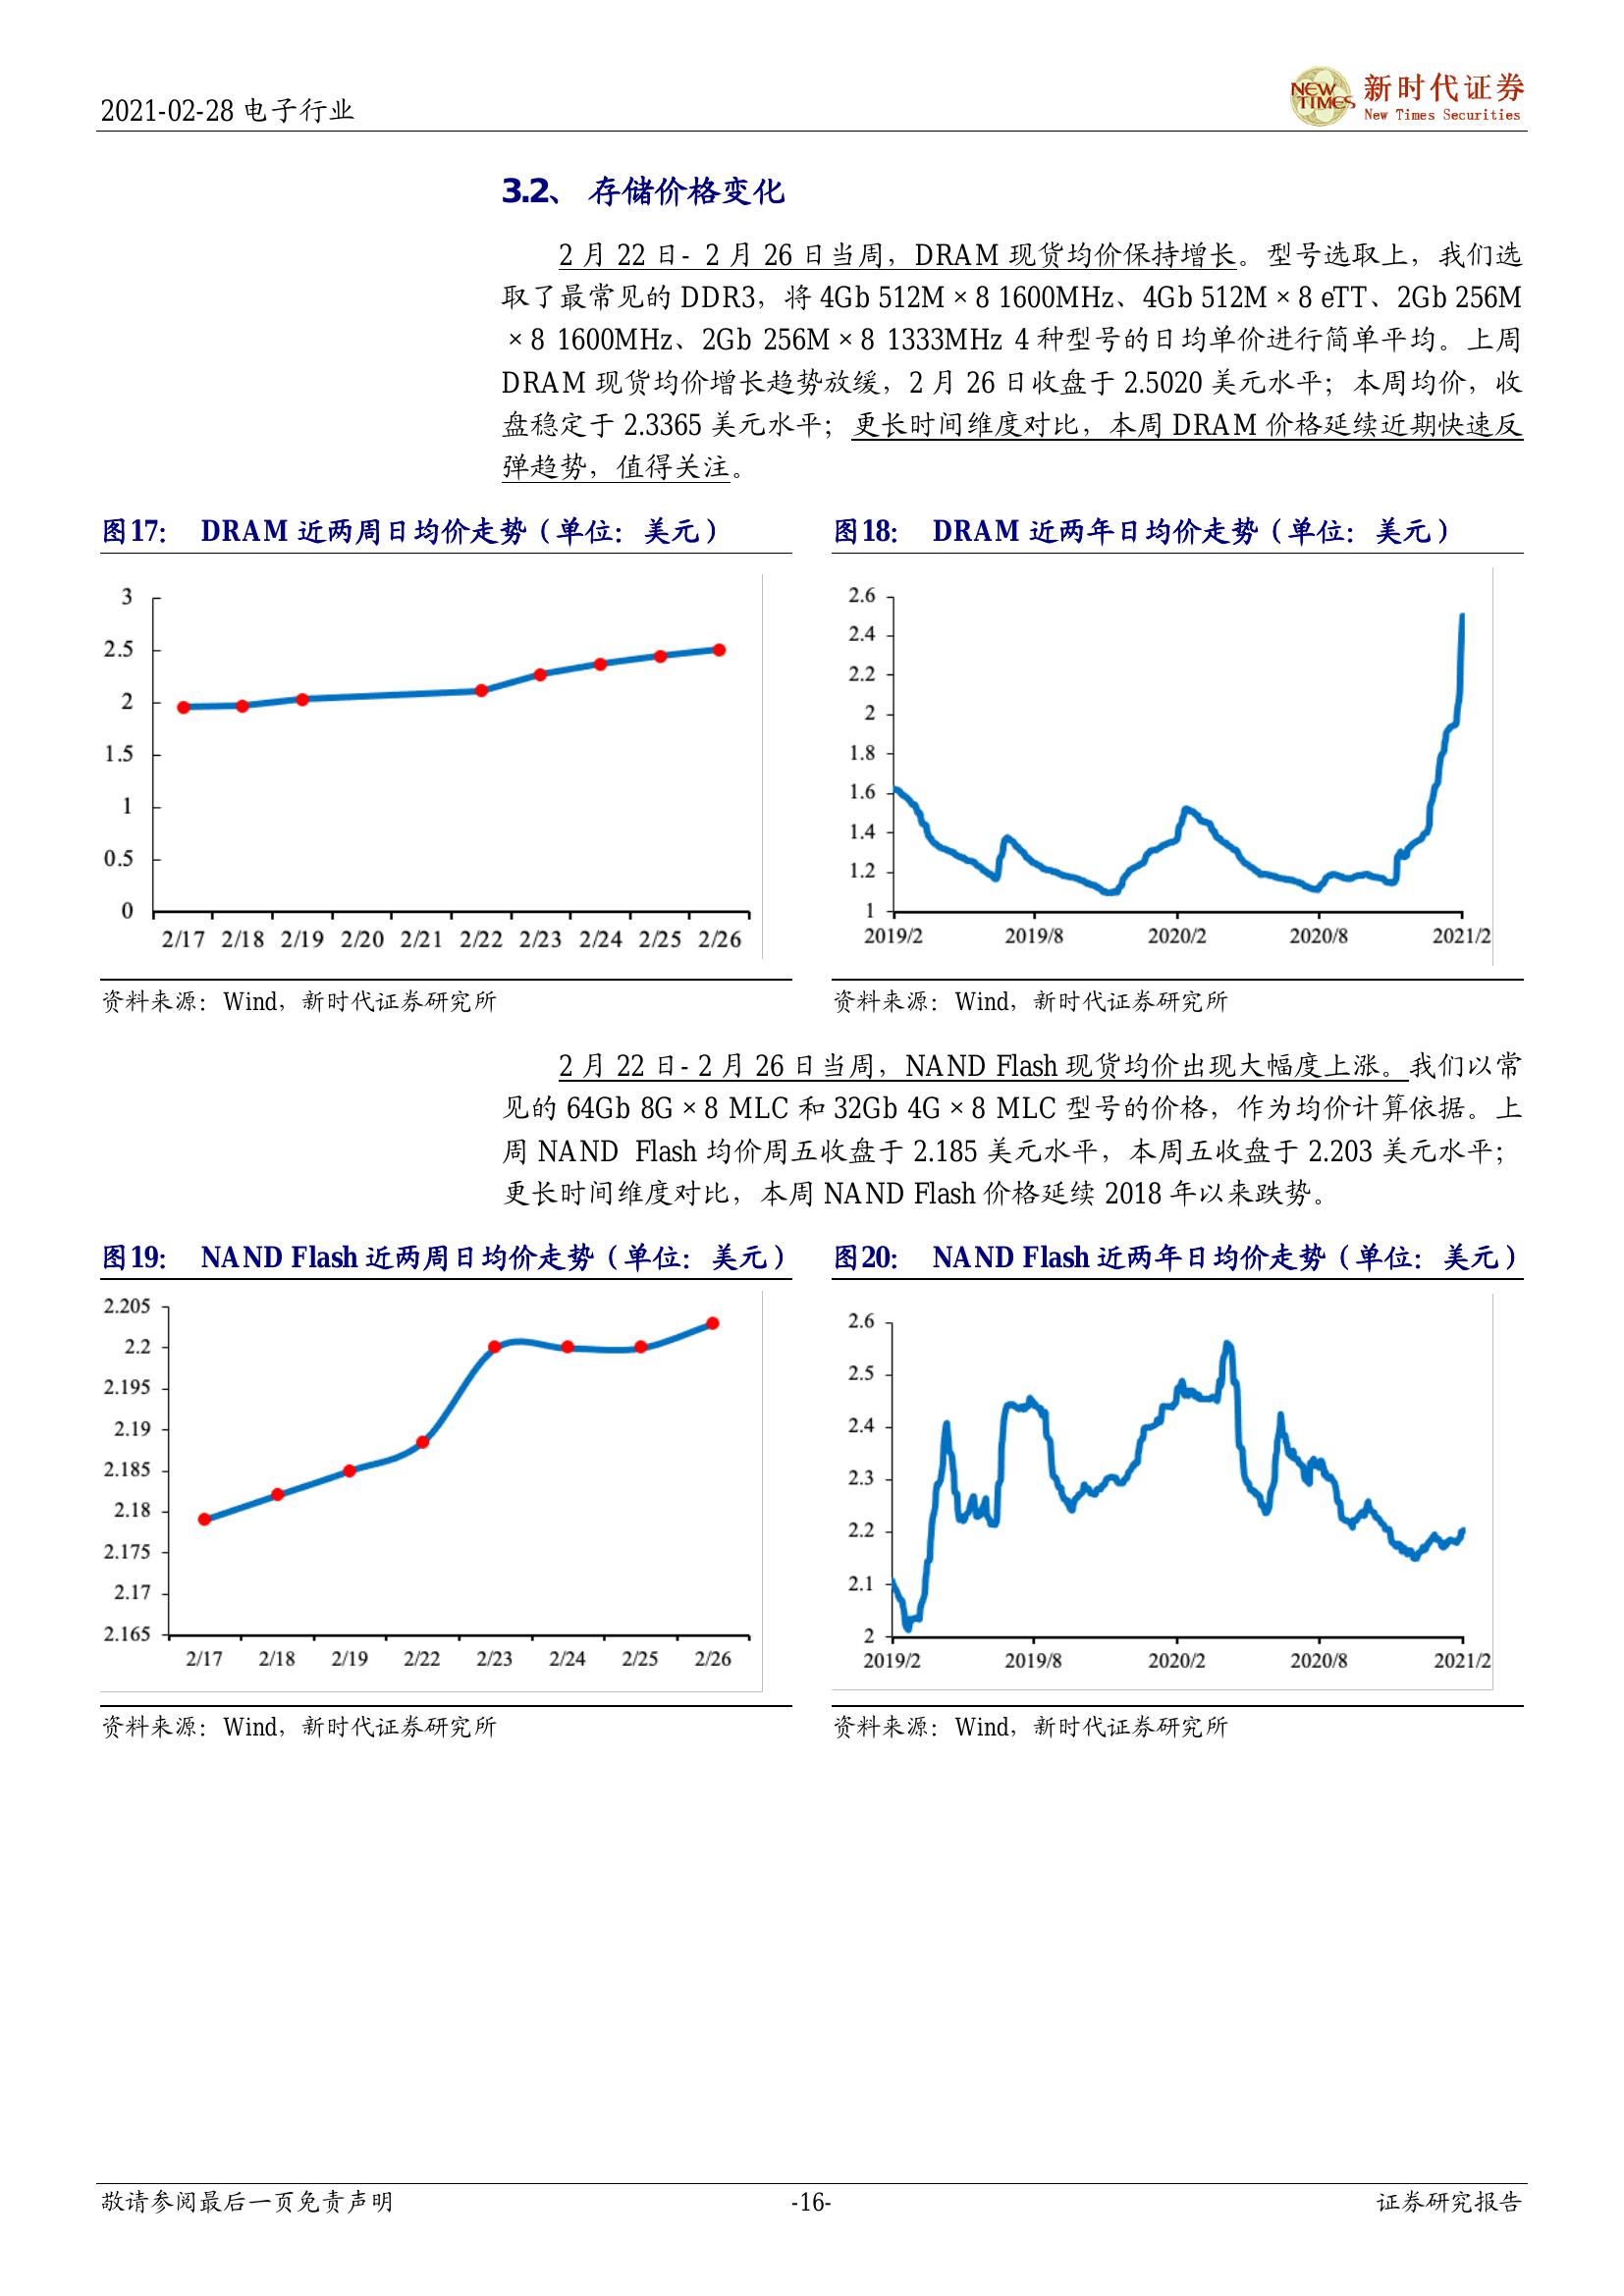 2021-02-28 电子行业
NEW TIMES
新时代证券
New Times Securities
3.2、 存储价格变化
2 月 22 日- 2 月 26 日当周，DRAM 现货均价保持增长。型号选取上，我们选
取了最常见的 DDR3，将 4Gb 512M×8 1600MHz、4Gb 512M×8 eTT、2Gb 256M
×8 1600MHz、2Gb 256M×8 1333MHz 4 种型号的日均单价进行简单平均。上周
DRAM 现货均价增长趋势放缓，2 月 26 日收盘于 2.5020 美元水平；本周均价，收
盘稳定于 2.3365 美元水平；更长时间维度对比，本周 DRAM 价格延续近期快速反
弹趋势，值得关注。
图17： DRAM 近两周日均价走势（单位：美元）
3
2.5
2
1.5
1
0.5
0
2/17 2/18 2/19 2/20 2/21 2/22 2/23 2/24 2/25 2/26
资料来源：Wind，新时代证券研究所
图18： DRAM 近两年日均价走势（单位：美元）
2.6
2.4
2.2
2
1.8
1.6
1.4
1.2
1
2019/2 2019/8 2020/2 2020/8 2021/2
资料来源：Wind，新时代证券研究所
2 月 22 日- 2 月 26 日当周，NAND Flash 现货均价出现大幅度上涨。我们以常
见的 64Gb 8G×8 MLC 和 32Gb 4G×8 MLC 型号的价格，作为均价计算依据。上
周 NAND Flash 均价周五收盘于 2.185 美元水平，本周五收盘于 2.203 美元水平；
更长时间维度对比，本周 NAND Flash 价格延续 2018 年以来跌势。
图19： NAND Flash 近两周日均价走势（单位：美元）
2.205
2.2
2.195
2.19
2.185
2.18
2.175
2.17
2.165
2/17 2/18 2/19 2/22 2/23 2/24 2/25 2/26
资料来源：Wind，新时代证券研究所
图20： NAND Flash 近两年日均价走势（单位：美元）
2.6
2.5
2.4
2.3
2.2
2.1
2
2019/2 2019/8 2020/2 2020/8 2021/2
资料来源：Wind，新时代证券研究所
敬请参阅最后一页免责声明
-16-
证券研究报告